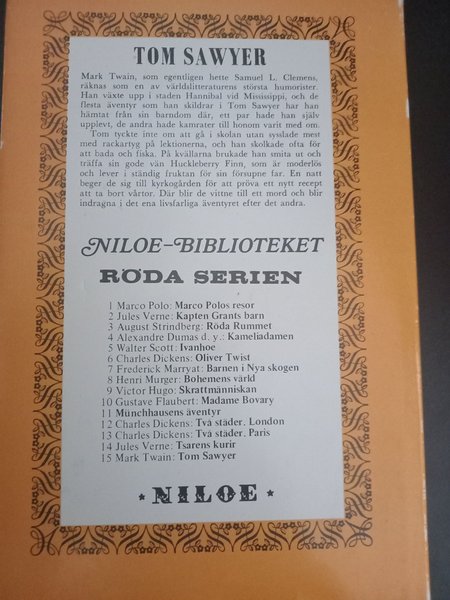 TOM SAWYER
Mark Twain, som egentligen hette Samuel L. Clemens,
räknas som en av världslitteraturens största humorister.
Han växte upp i staden Hannibal vid Mississippi, och de
flesta äventyr som han skildrar i Tom Sawyer har han
hämtat från sin barndom där, ett par hade han själv
upplevt, de andra hade kamrater till honom varit med om.
Tom tyckte inte om att gå i skolan utan sysslade mest
med rackartyg på lektionerna, och han skolkade ofta för
att bada och fiska. På kvällarna brukade han smita ut och
träffa sin gode vän Huckleberry Finn, som är moderlös
och lever i ständig fruktan för sin försupne far. En natt
beger de sig till kyrkogården för att pröva ett nytt recept
att ta bort vårtor. Där blir de vittne till ett mord och blir
indragna i det ena livsfarliga äventyret efter det andra.
NILOE-BIBLIOTEKET
RÖDA SERIEN
1 Marco Polo: Marco Polos resor
2 Jules Verne: Kapten Grants barn
3 August Strindberg: Röda Rummet
4 Alexandre Dumas d. y.: Kameliadamen
5 Walter Scott: Ivanhoe
6 Charles Dickens: Oliver Twist
7 Frederick Marryat: Barnen i Nya skogen
8 Henri Murger: Bohemens värld
9 Victor Hugo: Skrattmänniskan
10 Gustave Flaubert: Madame Bovary
11 Münchhausens äventyr
12 Charles Dickens: Två städer. London
13 Charles Dickens: Två städer. Paris
14 Jules Verne: Tsarens kurir
15 Mark Twain: Tom Sawyer
* NILOE *